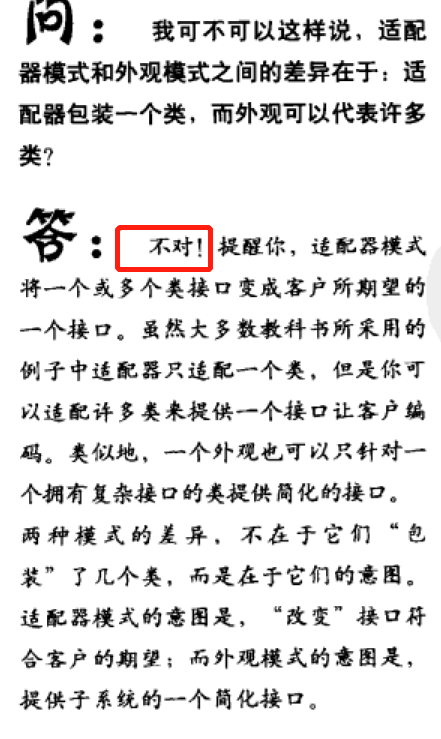 问： 我可不可以这样说，适配
器模式和外观模式之间的差异在于：适
配器包装一个类，而外观可以代表许多
类？
答： 不对！提醒你，适配器模式
将一个或多个类接口变成客户所期望的
一个接口。虽然大多数教科书所采用的
例子中适配器只适配一个类，但是你可
以适配许多类来提供一个接口让客户编
码。类似地，一个外观也可以只针对一
个拥有复杂接口的类提供简化的接口。
两种模式的差异，不在于它们“包
装”了几个类，而是在于它们的意图。
适配器模式的意图是，“改变”接口符
合客户的期望；而外观模式的意图是，
提供子系统的一个简化接口。